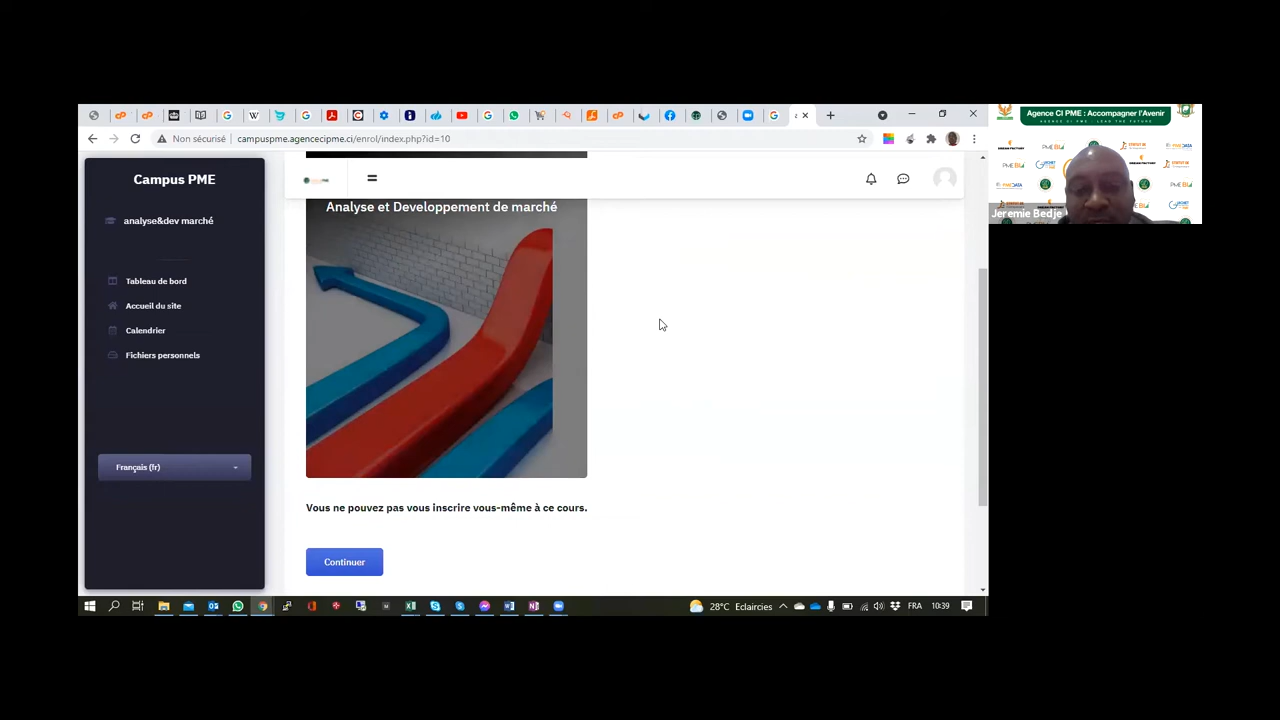 Non sécurisé
campuspme.agencecipme.ci/enrol/index.php?id=10
Agence CI PME : Accompagner l'Avenir
Jeremie Bedje
Campus PME
analyse&dev marché
Tableau de bord
Accueil du site
Calendrier
Fichiers personnels
Français (fr)
Analyse et Developpement de marché
Vous ne pouvez pas vous inscrire vous-même à ce cours.
Continuer
28°C Eclaircies
FRA
10:39